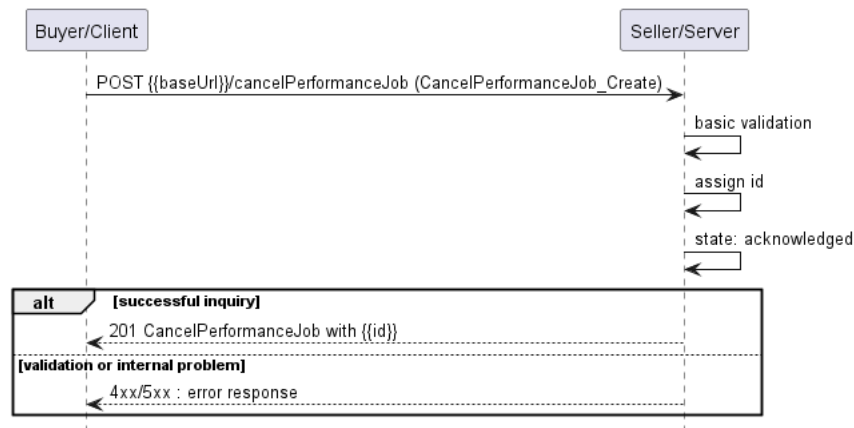 Buyer/Client
Seller/Server
POST {{baseUrl}}/cancelPerformanceJob (CancelPerformanceJob_Create)
basic validation
assign id
state: acknowledged
alt [successful inquiry]
201 CancelPerformanceJob with {{id}}
[validation or internal problem]
4xx/5xx : error response